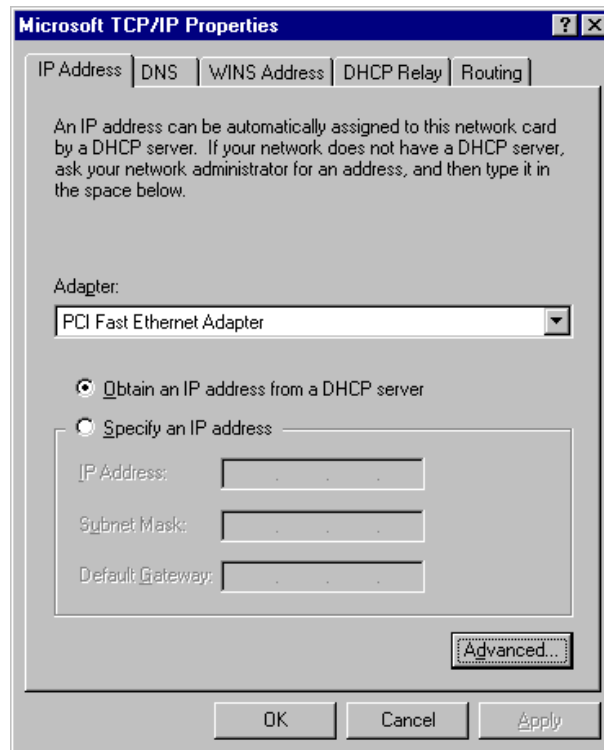 Microsoft TCP/IP Properties
? ×
IP Address DNS WINS Address DHCP Relay Routing
An IP address can be automatically assigned to this network card
by a DHCP server. If your network does not have a DHCP server,
ask your network administrator for an address, and then type it in
the space below.
Adapter:
PCI Fast Ethernet Adapter
Obtain an IP address from a DHCP server
Specify an IP address
IP Address:
Subnet Mask:
Default Gateway:
Advanced...
OK Cancel Apply